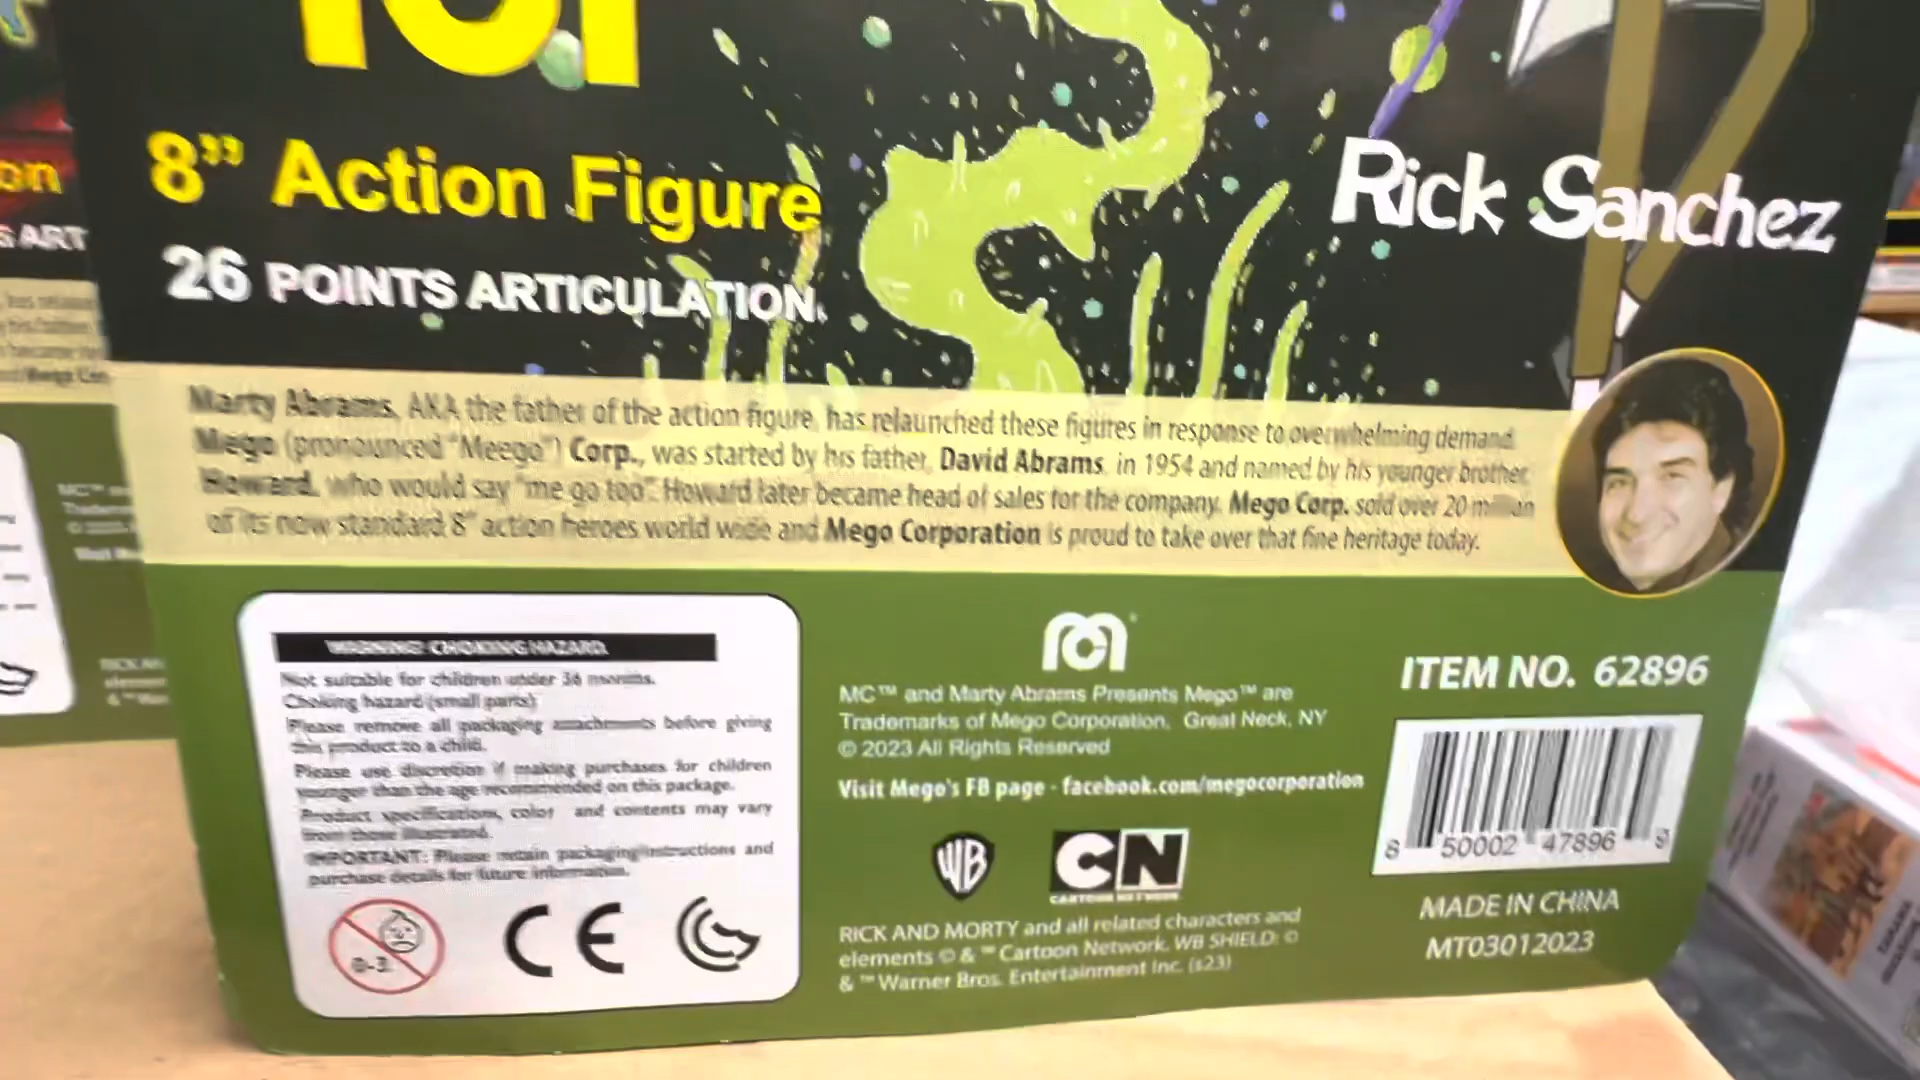 8” Action Figure
26 POINTS ARTICULATION.
Rick Sanchez
Marty Abrams, AKA the father of the action figure, has relaunched these figures in response to overwhelming demand.
Mego (pronounced “Meego”) Corp., was started by his father, David Abrams, in 1954 and named by his younger brother,
Howard, who would say “me go too”. Howard later became head of sales for the company. Mego Corp. sold over 20 million
of its now standard 8” action heroes world wide and Mego Corporation is proud to take over that fine heritage today.
WARNING! CHOKING HAZARD.
Not suitable for children under 36 months.
Choking hazard (small parts)
Please remove all packaging attachments before giving
this product to a child.
Please use discretion if making purchases for children
younger than the age recommended on this package.
Product specifications, color and contents may vary
from those illustrated.
IMPORTANT: Please retain packaging/instructions and
purchase details for future information.
0-3
CE
MC™ and Marty Abrams Presents Mego™ are
Trademarks of Mego Corporation, Great Neck, NY
© 2023 All Rights Reserved
Visit Mego's FB page - facebook.com/megocorporation
WB
CN
CARTOON NETWORK
RICK AND MORTY and all related characters and
elements © & ™ Cartoon Network. WB SHIELD: ©
& ™ Warner Bros. Entertainment Inc. (s23)
ITEM NO. 62896
8 50002 47896 9
MADE IN CHINA
MT03012023